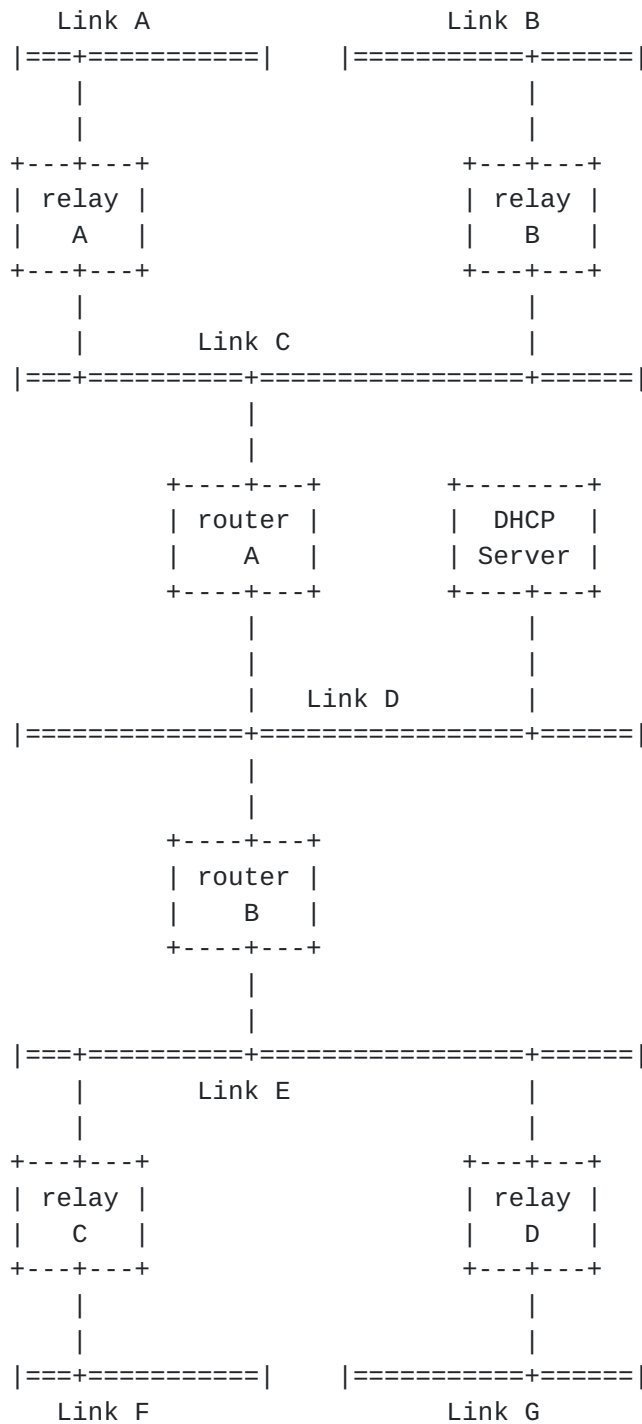 Link A Link B
relay relay
A B
Link C
router DHCP
A Server
Link D
router
B
Link E
relay relay
C D
Link F Link G